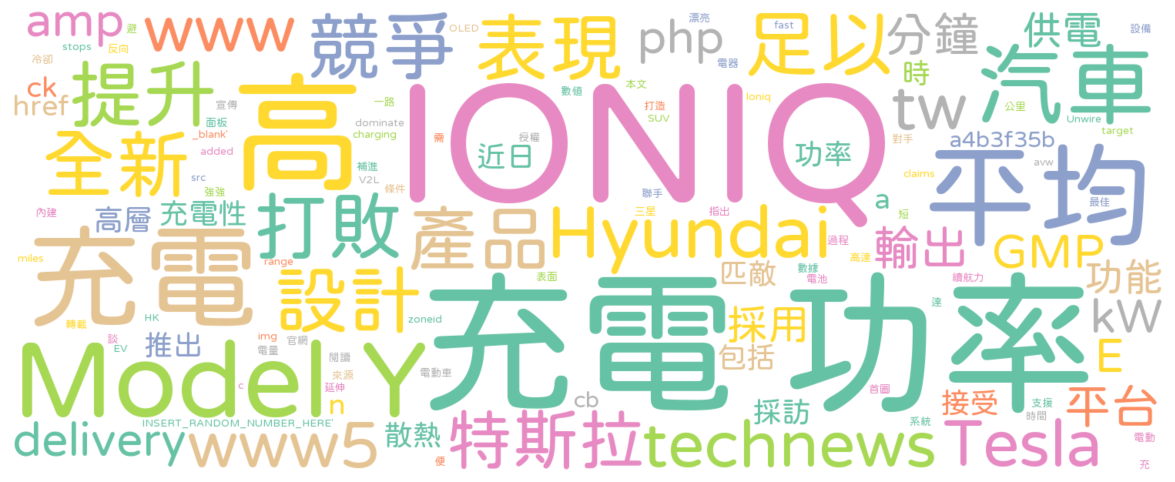 amp www 競爭 OLED 表現 漂亮 php 足以 fast 分鐘 供電 避 設備
stops 反向 電器 汽車
冷卻 提升 高 時
ck 宣傳 一路 數值 本文
href 面板 IONIQ 打造 Ioniq tw 公里
全新 _blank' dominate SUV Unwire
added charging 需 近日 授權 功率 對手 a4b3f35b target
src 補進 V2L claims avw 平均
強強 條件 聯手 a 最佳
內建 高層 充電性 打敗 產品 三星 指出 短
Hyundai 過程 輸出 GMP
充電 miles range 高速
設計 表面 匹敵 數據 電池 續航力 功能
轉載 HK zoneid 充電功率 採用 連 kW
談 EV 推出 img 官網 電量 閱讀 包括 E
Model Y 來源 電動車
c 延伸 n cb 採訪 首圖 接受 支援 平台
INSERT_RANDOM_NUMBER_HERE' 時間 系統
delivery www5 散熱 特斯拉 technews Tesla 電動
便 充